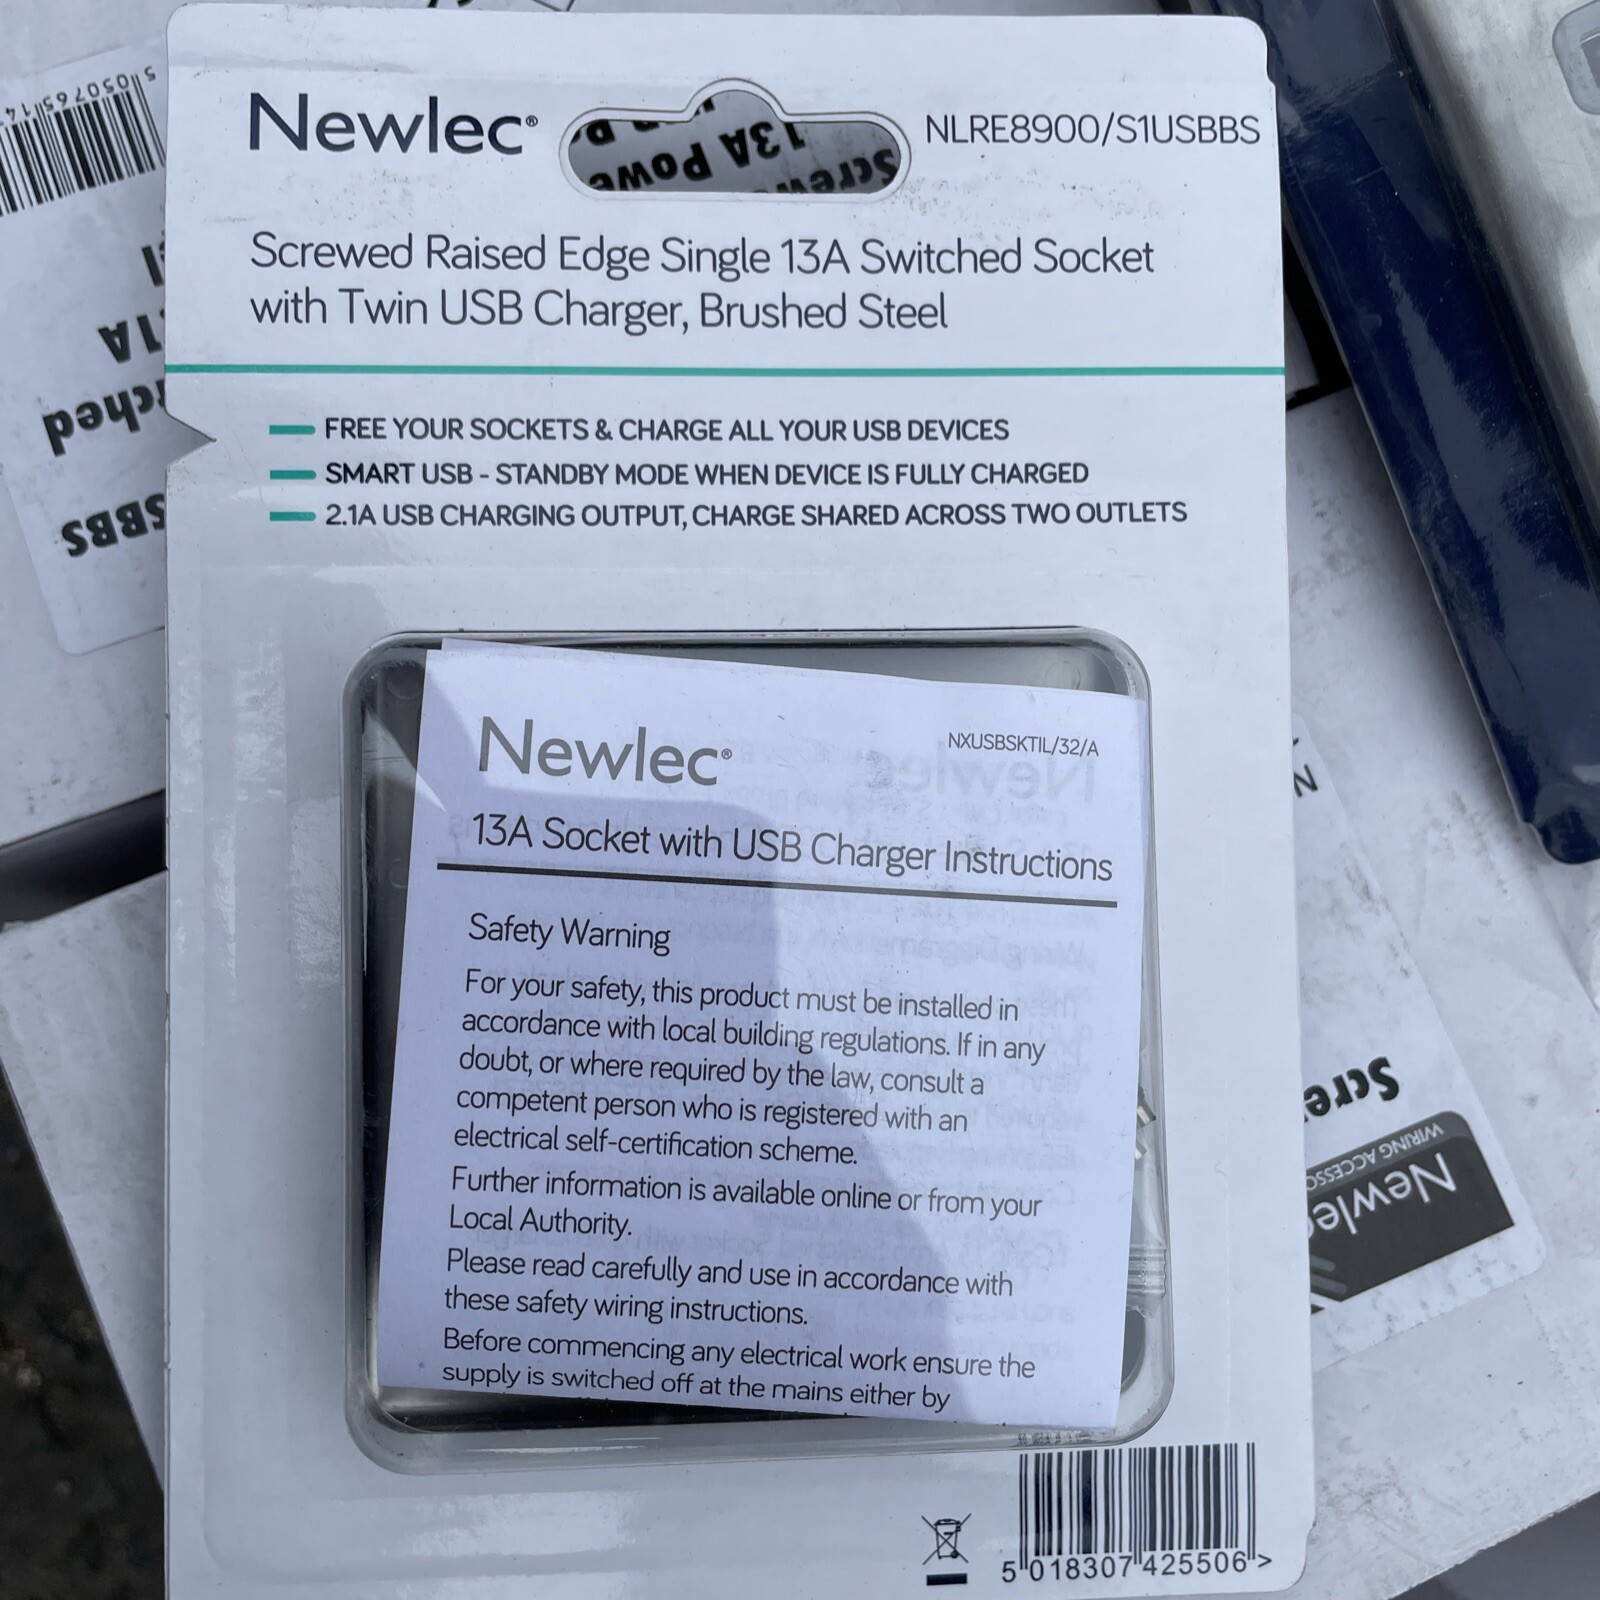 Newlec®
NLRE8900/S1USBBS
Screwed Raised Edge Single 13A Switched Socket
with Twin USB Charger, Brushed Steel
FREE YOUR SOCKETS & CHARGE ALL YOUR USB DEVICES
SMART USB - STANDBY MODE WHEN DEVICE IS FULLY CHARGED
2.1A USB CHARGING OUTPUT, CHARGE SHARED ACROSS TWO OUTLETS
Newlec®
NXUSBSKTIL/32/A
13A Socket with USB Charger Instructions
Safety Warning
For your safety, this product must be installed in
accordance with local building regulations. If in any
doubt, or where required by the law, consult a
competent person who is registered with an
electrical self-certification scheme.
Further information is available online or from your
Local Authority.
Please read carefully and use in accordance with
these safety wiring instructions.
Before commencing any electrical work ensure the
supply is switched off at the mains either by
5 018307 425506 >
13A
Newlec
WIRING